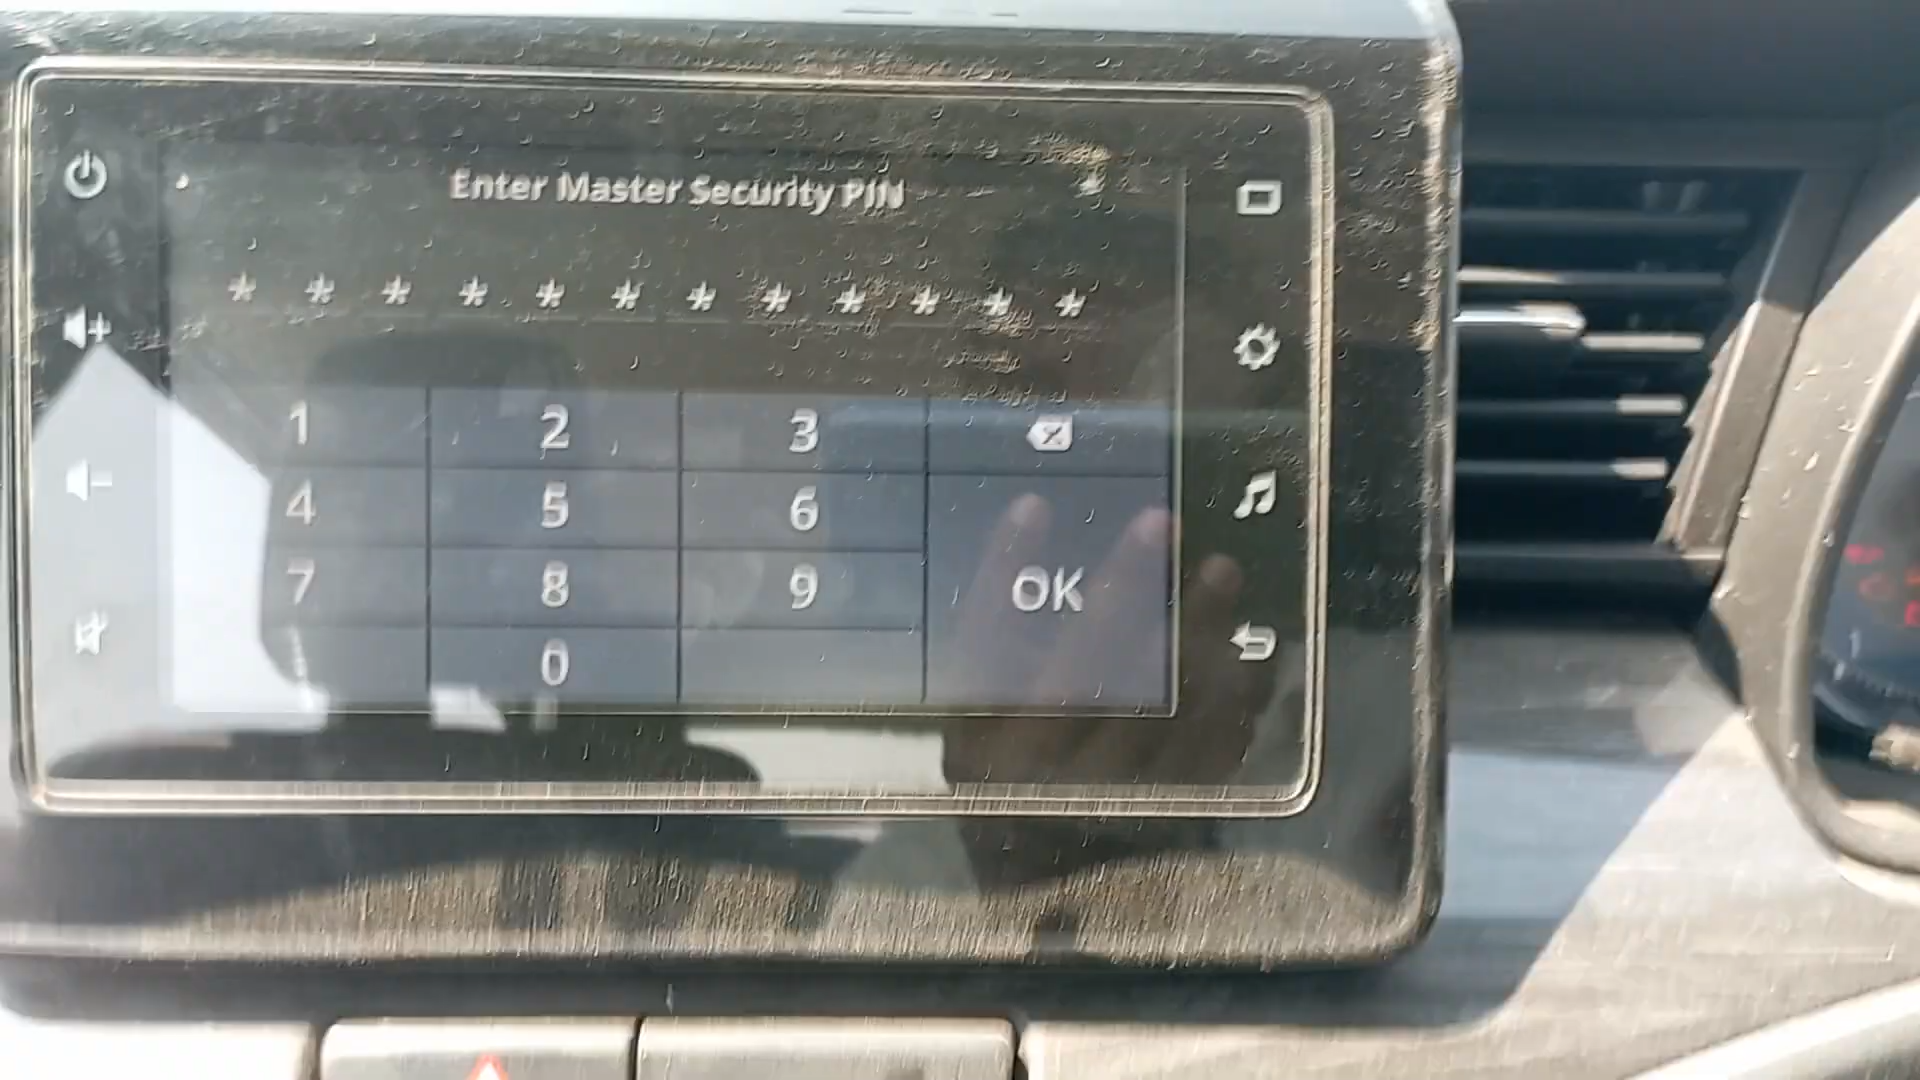 Enter Master Security PIN
* * * * * * * * * * * *
1 2 3
4 5 6
7 8 9 OK
0